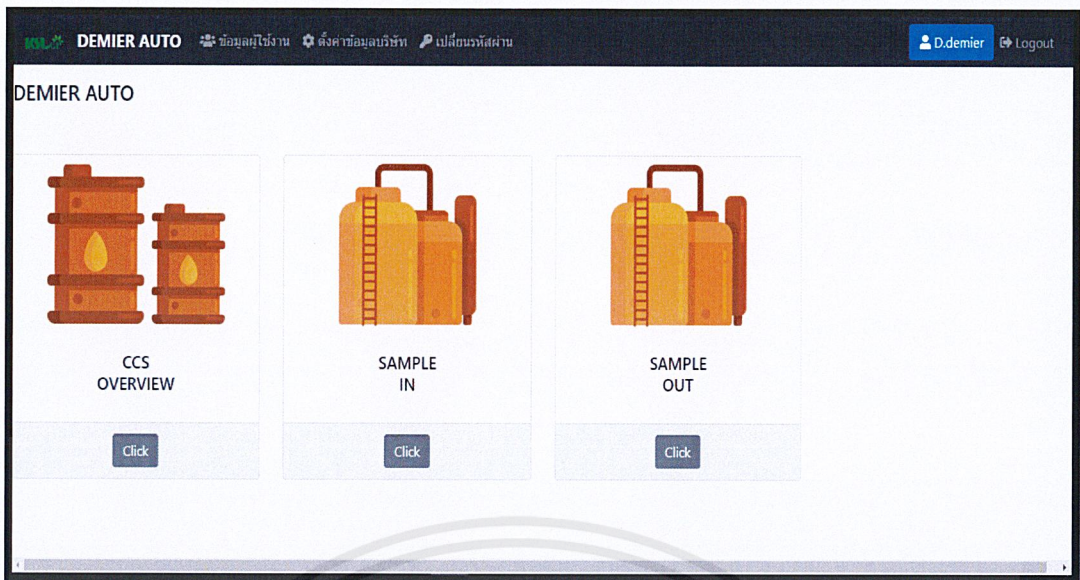 KSL DEMIER AUTO ข้อมูลผู้ใช้งาน ตั้งค่าข้อมูลบริษัท เปลี่ยนรหัสผ่าน D.demier Logout
DEMIER AUTO
CCS
OVERVIEW
Click
SAMPLE
IN
Click
SAMPLE
OUT
Click